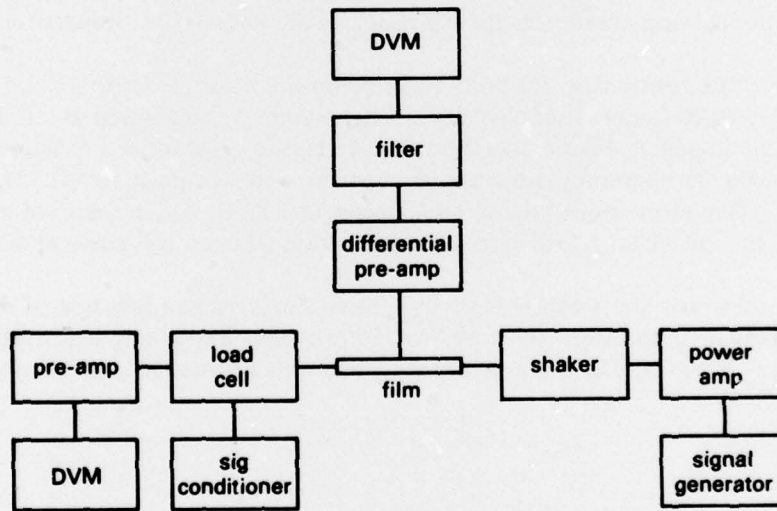 DVM
filter
differential
pre-amp
pre-amp
load
cell
film
shaker
power
amp
DVM
sig
conditioner
signal
generator